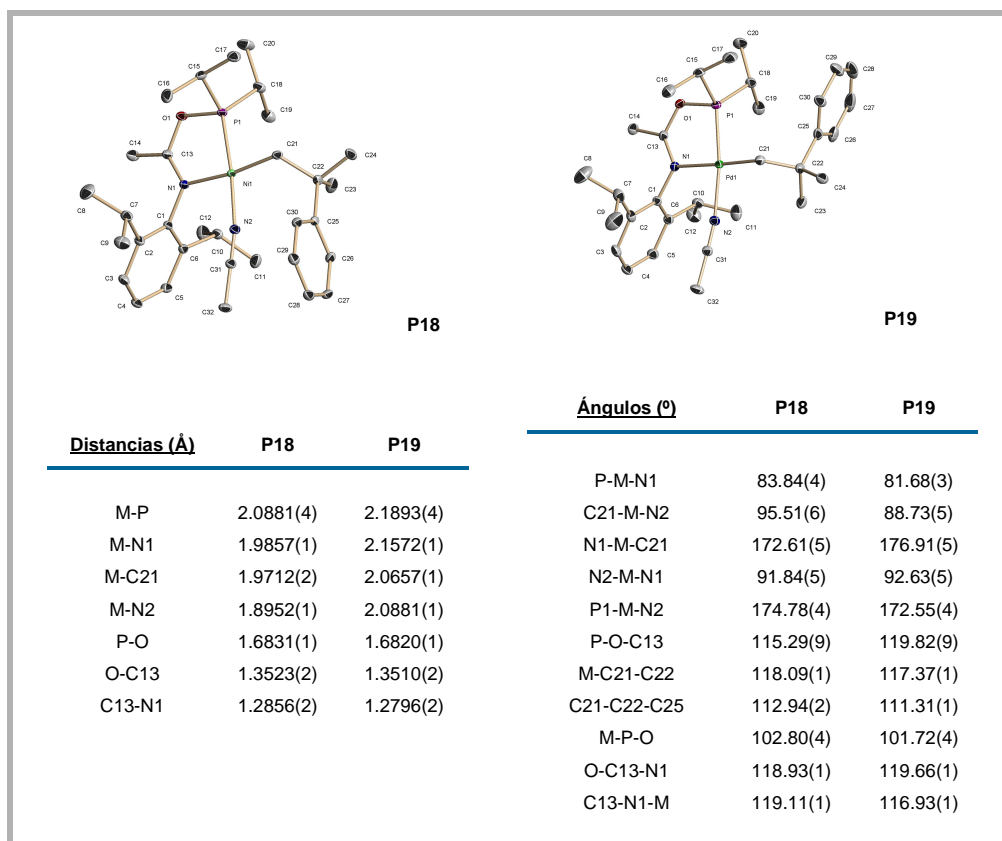 C20
C17
C15
C16
C18
C19
O1
P1
C14
C13
C21
C24
C22
C23
N1
Ni1
C8
C7
C1
C12
N2
C30
C25
C9
C2
C6
C10
C29
C26
C3
C31
C11
C5
C28
C27
C4
C32
P18
C20
C29
C28
C17
C15
C16
C18
C30
C27
C19
O1
P1
C25
C26
C14
C13
C21
N1
Pd1
C22
C8
C24
C7
C1
C10
C23
C9
C6
C12
C11
C2
N2
C3
C5
C31
C4
C32
P19
Distancias (Å) P18 P19
M-P 2.0881(4) 2.1893(4)
M-N1 1.9857(1) 2.1572(1)
M-C21 1.9712(2) 2.0657(1)
M-N2 1.8952(1) 2.0881(1)
P-O 1.6831(1) 1.6820(1)
O-C13 1.3523(2) 1.3510(2)
C13-N1 1.2856(2) 1.2796(2)
Ángulos (º) P18 P19
P-M-N1 83.84(4) 81.68(3)
C21-M-N2 95.51(6) 88.73(5)
N1-M-C21 172.61(5) 176.91(5)
N2-M-N1 91.84(5) 92.63(5)
P1-M-N2 174.78(4) 172.55(4)
P-O-C13 115.29(9) 119.82(9)
M-C21-C22 118.09(1) 117.37(1)
C21-C22-C25 112.94(2) 111.31(1)
M-P-O 102.80(4) 101.72(4)
O-C13-N1 118.93(1) 119.66(1)
C13-N1-M 119.11(1) 116.93(1)